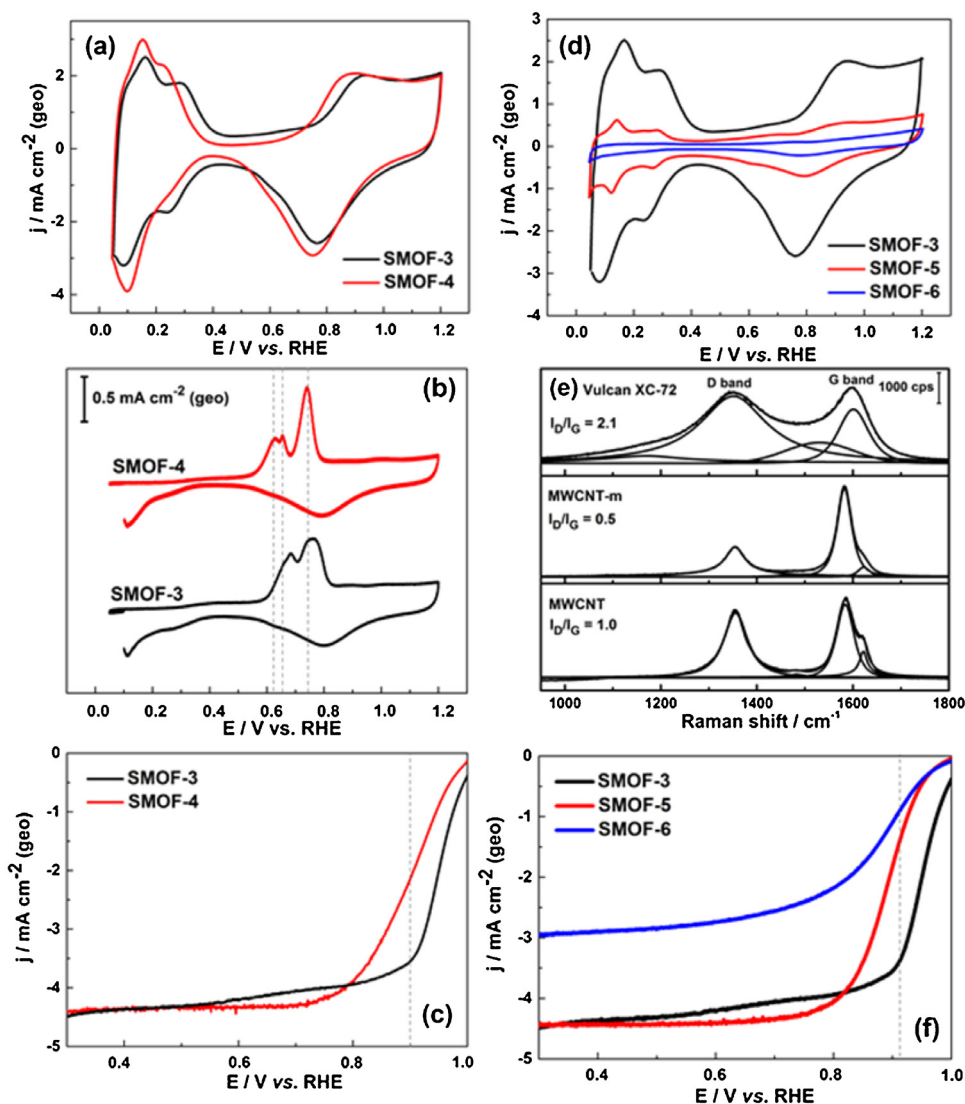 (a)
j / mA cm⁻² (geo)
2
0
-2
-4
SMOF-3
SMOF-4
0.0 0.2 0.4 0.6 0.8 1.0 1.2
E / V vs. RHE
(d)
j / mA cm⁻² (geo)
3
2
1
0
-1
-2
-3
-4
SMOF-3
SMOF-5
SMOF-6
0.0 0.2 0.4 0.6 0.8 1.0 1.2
E / V vs. RHE
(b)
0.5 mA cm⁻² (geo)
SMOF-4
SMOF-3
0.0 0.2 0.4 0.6 0.8 1.0 1.2
E / V vs. RHE
(e)
Vulcan XC-72
D band
G band
1000 cps
I_D/I_G = 2.1
MWCNT-m
I_D/I_G = 0.5
MWCNT
I_D/I_G = 1.0
1000 1200 1400 1600 1800
Raman shift / cm⁻¹
SMOF-3
SMOF-4
j / mA cm⁻² (geo)
0
-1
-2
-3
-4
-5
(c)
0.4 0.6 0.8 1.0
E / V vs. RHE
SMOF-3
SMOF-5
SMOF-6
j / mA cm⁻² (geo)
0
-1
-2
-3
-4
-5
(f)
0.4 0.6 0.8 1.0
E / V vs. RHE